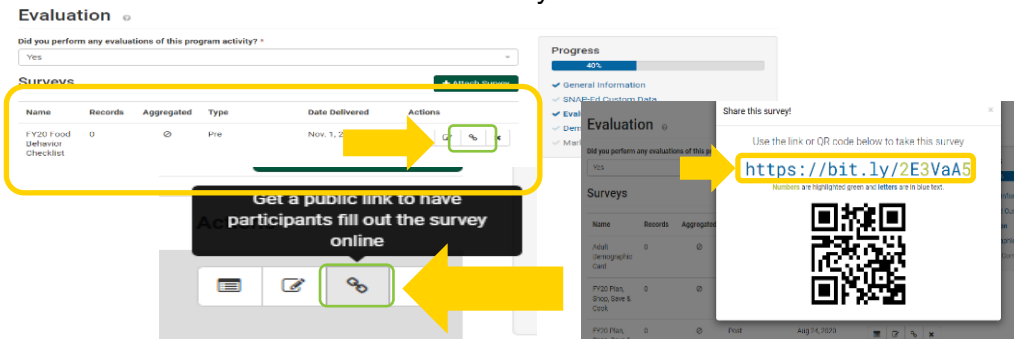 Evaluation
Did you perform any evaluations of this program activity? *
Yes
Surveys
+ Attach Survey
Name Records Aggregated Type Date Delivered Actions
FY20 Food Behavior Checklist 0 Pre Nov. 1, 2
Get a public link to have
participants fill out the survey
online
Progress
40%
General Information
SNAP-Ed Custom Data
Evaluation
Did you perform any evaluations of this
Yes
Surveys
Name Records Aggregated
Adult Demographic Card 0
FY20 Plan, Shop, Save & Cook 0
FY20 Plan, 0 Post Aug 24, 2020
Share this survey!
×
Use the link or QR code below to take this survey
https://bit.ly/2E3VaA5
Numbers are highlighted green and letters are in blue text.